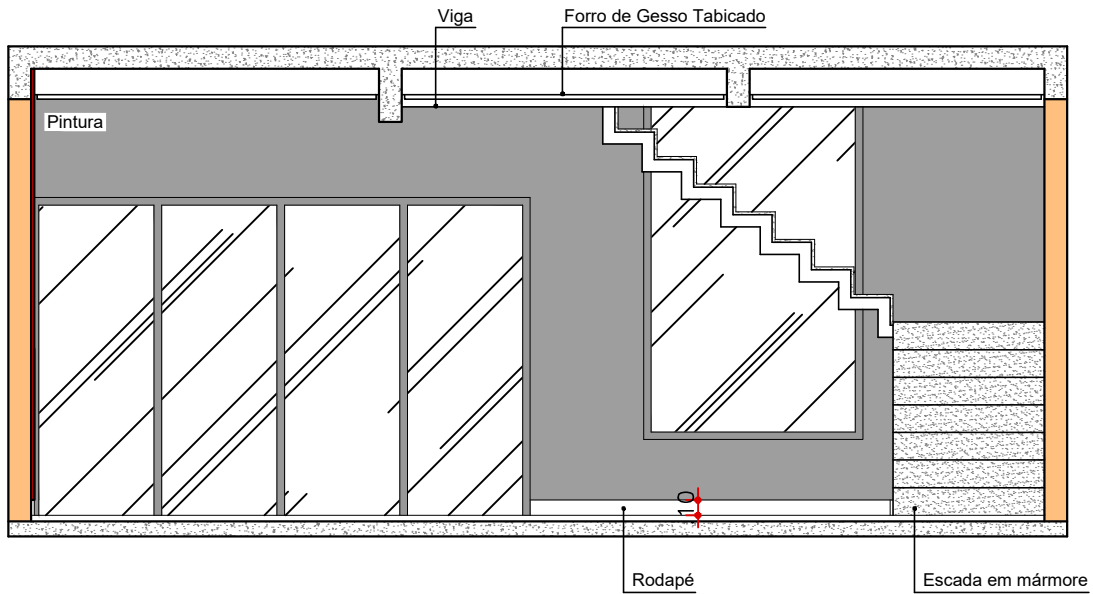 Viga
Forro de Gesso Tabicado
Pintura
10
Rodapé
Escada em mármore